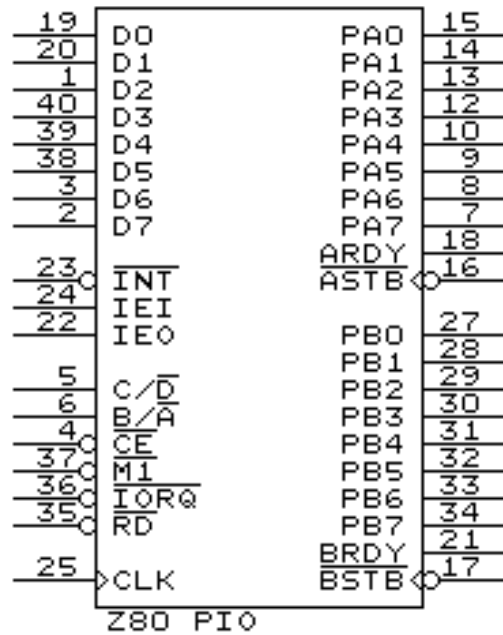 19 D0 PA0 15
20 D1 PA1 14
1 D2 PA2 13
40 D3 PA3 12
39 D4 PA4 10
38 D5 PA5 9
3 D6 PA6 8
2 D7 PA7 7
ARDY 18
23 INT ASTB 16
24 IEI
22 IEO PB0 27
PB1 28
5 C/D PB2 29
6 B/A PB3 30
4 CE PB4 31
37 M1 PB5 32
36 IORQ PB6 33
35 RD PB7 34
BRDY 21
25 CLK BSTB 17
Z80 PIO